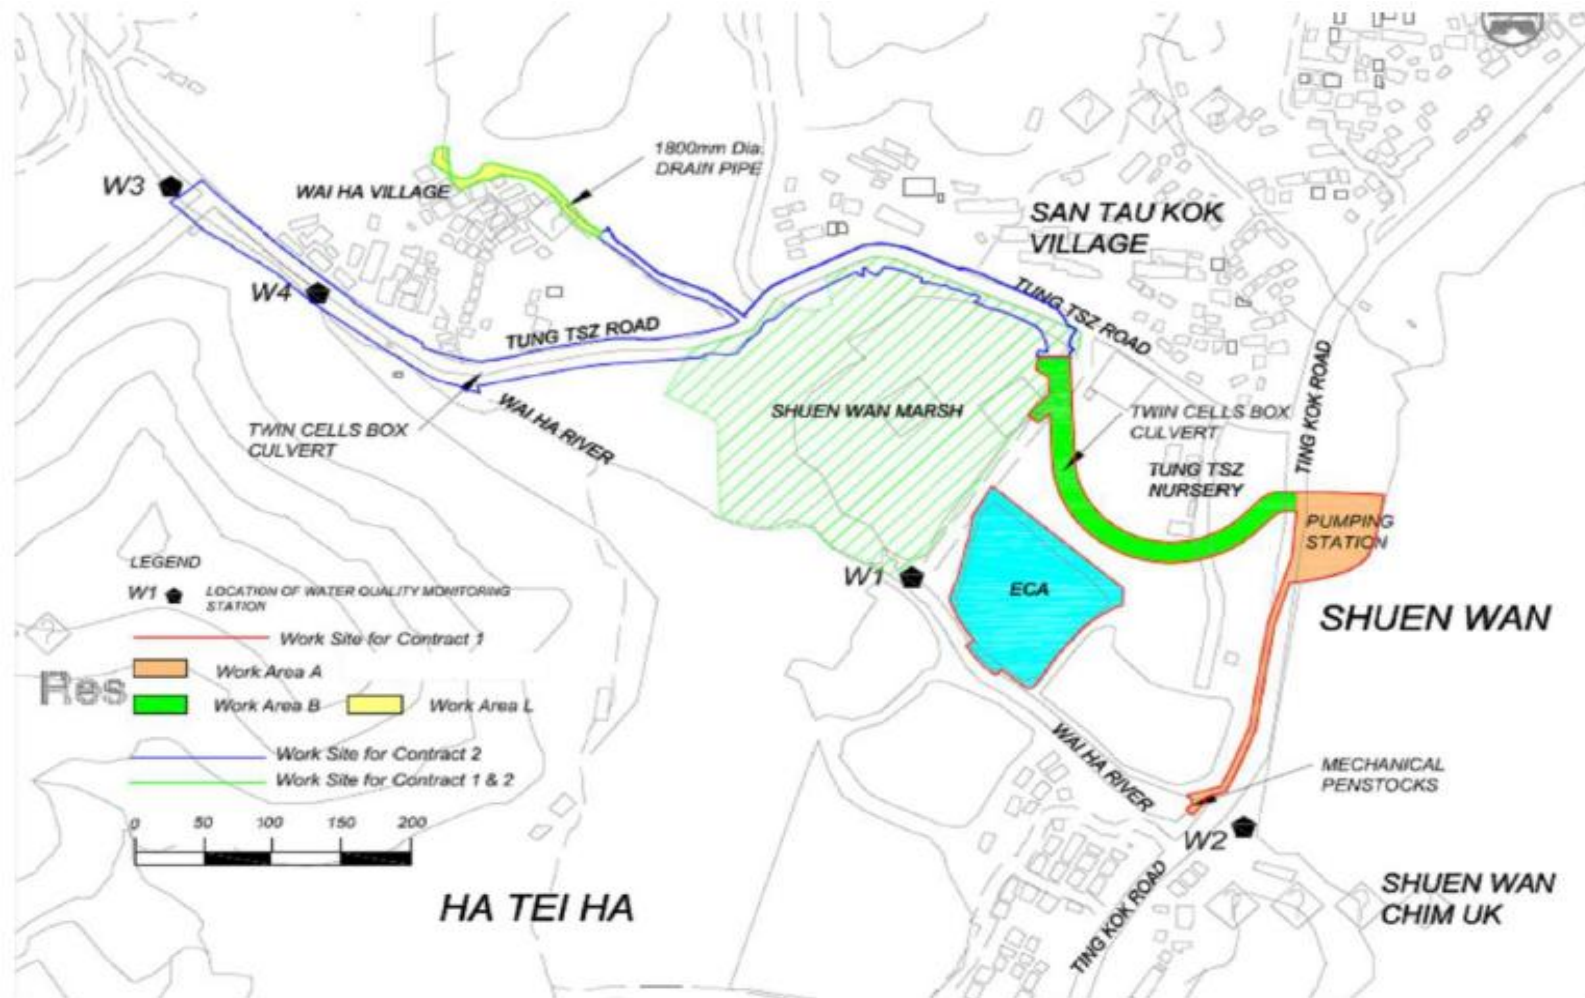 1800mm Dia.
DRAIN PIPE
W3
WAI HA VILLAGE
SAN TAU KOK
VILLAGE
W4
TUNG TSZ ROAD
TUNG TSZ ROAD
TING KOK ROAD
SHUEN WAN MARSH
TWIN CELLS BOX
CULVERT
WAI HA RIVER
TWIN CELLS BOX
CULVERT
TUNG TSZ
NURSERY
PUMPING
STATION
W1
ECA
SHUEN WAN
LEGEND
W1 LOCATION OF WATER QUALITY MONITORING
STATION
Work Site for Contract 1
Work Area A
Res
Work Area B Work Area L
Work Site for Contract 2
Work Site for Contract 1 & 2
0 50 100 150 200
WAI HA RIVER
MECHANICAL
PENSTOCKS
W2
TING KOK ROAD
SHUEN WAN
CHIM UK
HA TEI HA